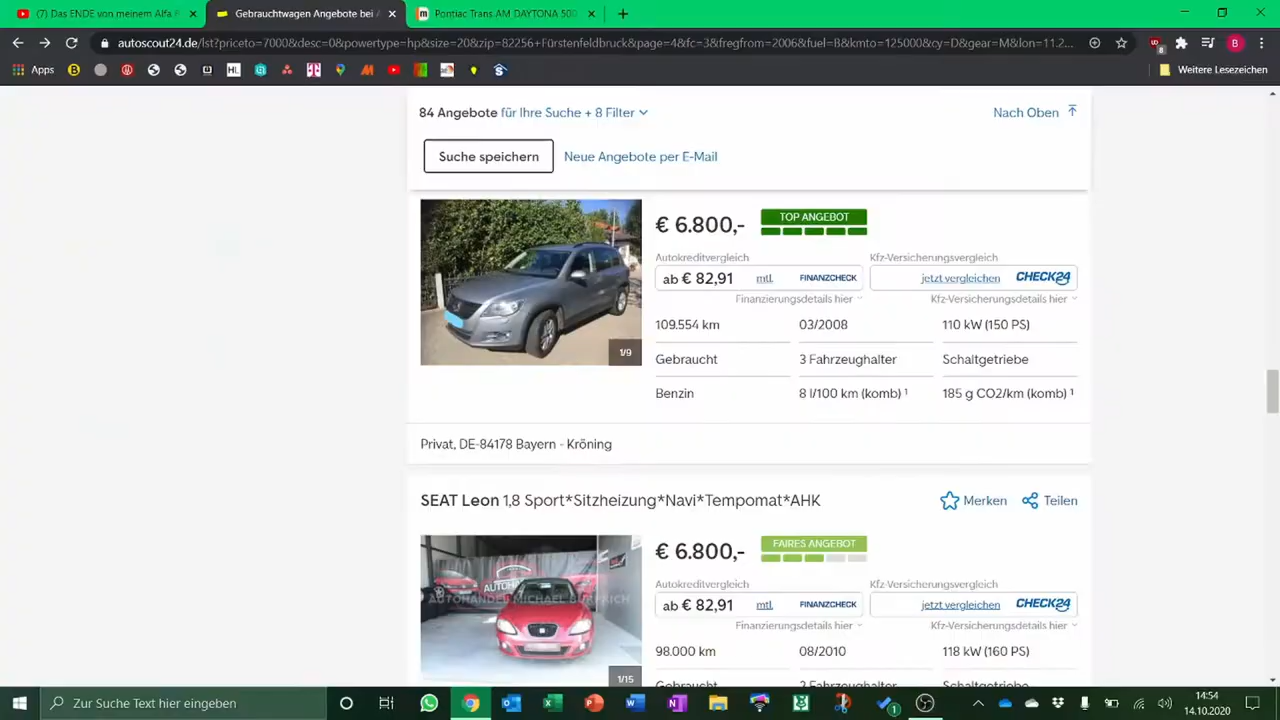 (7) Das ENDE von meinem Alfa
Gebrauchtwagen Angebote bei
Pontiac Trans AM DAYTONA 500
autoscout24.de/lst?priceto=7000&desc=0&powertype=hp&size=20&zip=82256+Fürstenfeldbruck&page=4&fc=3&fregfrom=2006&fuel=B&kmto=125000&cy=D&gear=M&lon=11.2...
Apps
Weitere Lesezeichen
84 Angebote für Ihre Suche + 8 Filter
Nach Oben
Suche speichern
Neue Angebote per E-Mail
€ 6.800,-
TOP ANGEBOT
Autokreditvergleich
Kfz-Versicherungsvergleich
ab € 82,91 mtl. FINANZCHECK
jetzt vergleichen CHECK24
Finanzierungsdetails hier
Kfz-Versicherungsdetails hier
1/9
109.554 km
03/2008
110 kW (150 PS)
Gebraucht
3 Fahrzeughalter
Schaltgetriebe
Benzin
8 l/100 km (komb) ¹
185 g CO2/km (komb) ¹
Privat, DE-84178 Bayern - Kröning
SEAT Leon 1,8 Sport*Sitzheizung*Navi*Tempomat*AHK
Merken
Teilen
€ 6.800,-
FAIRES ANGEBOT
Autokreditvergleich
Kfz-Versicherungsvergleich
ab € 82,91 mtl. FINANZCHECK
jetzt vergleichen CHECK24
Finanzierungsdetails hier
Kfz-Versicherungsdetails hier
AUTOHANDEL MICHAEL
1/15
98.000 km
08/2010
118 kW (160 PS)
Gebraucht
2 Fahrzeughalter
Schaltgetriebe
Zur Suche Text hier eingeben
14:54
14.10.2020